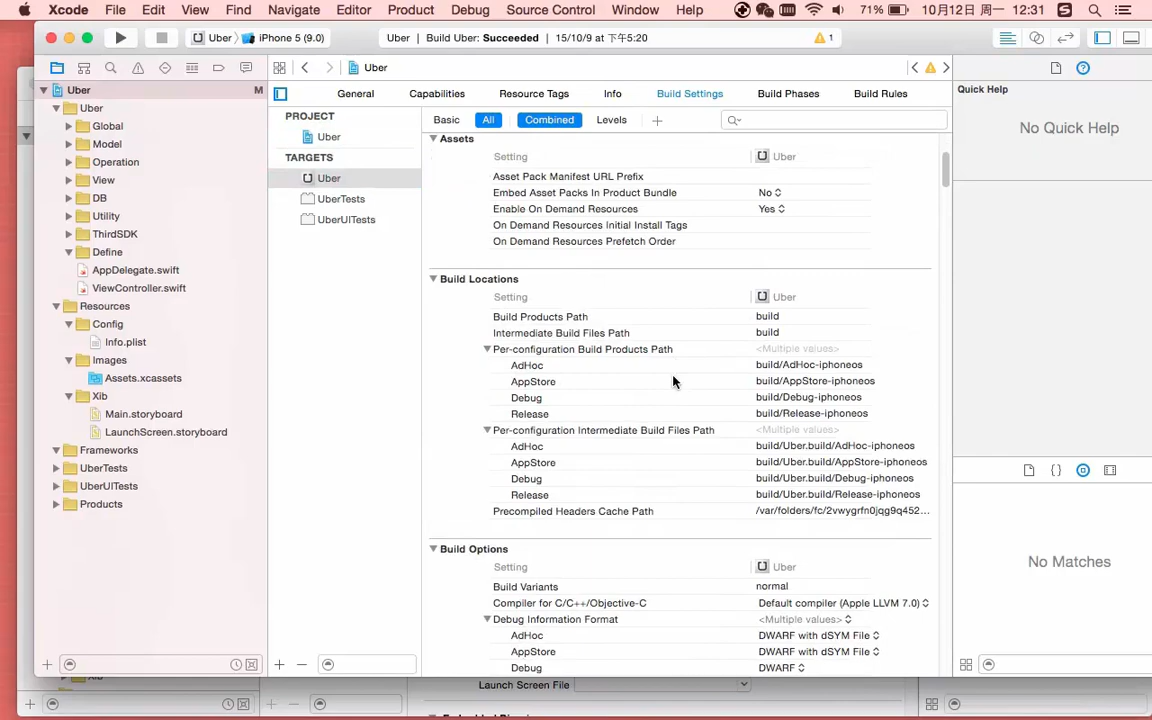 Xcode File Edit View Find Navigate Editor Product Debug Source Control Window Help 71% 10月12日 周一 12:31
Uber iPhone 5 (9.0) Uber | Build Uber: Succeeded | 15/10/9 at 下午5:20 1
Uber M
Uber
Global
Model
Operation
View
DB
Utility
ThirdSDK
Define
AppDelegate.swift
ViewController.swift
Resources
Config
Info.plist
Images
Assets.xcassets
Xib
Main.storyboard
LaunchScreen.storyboard
Frameworks
UberTests
UberUITests
Products
Uber
General Capabilities Resource Tags Info Build Settings Build Phases Build Rules
PROJECT
Uber
TARGETS
Uber
UberTests
UberUITests
Basic All Combined Levels
Assets
Setting Uber
Asset Pack Manifest URL Prefix
Embed Asset Packs In Product Bundle No
Enable On Demand Resources Yes
On Demand Resources Initial Install Tags
On Demand Resources Prefetch Order
Build Locations
Setting Uber
Build Products Path build
Intermediate Build Files Path build
Per-configuration Build Products Path <Multiple values>
AdHoc build/AdHoc-iphoneos
AppStore build/AppStore-iphoneos
Debug build/Debug-iphoneos
Release build/Release-iphoneos
Per-configuration Intermediate Build Files Path <Multiple values>
AdHoc build/Uber.build/AdHoc-iphoneos
AppStore build/Uber.build/AppStore-iphoneos
Debug build/Uber.build/Debug-iphoneos
Release build/Uber.build/Release-iphoneos
Precompiled Headers Cache Path /var/folders/fc/2vwygrfn0jqg9q452...
Build Options
Setting Uber
Build Variants normal
Compiler for C/C++/Objective-C Default compiler (Apple LLVM 7.0)
Debug Information Format <Multiple values>
AdHoc DWARF with dSYM File
AppStore DWARF with dSYM File
Debug DWARF
Launch Screen File
Quick Help
No Quick Help
No Matches